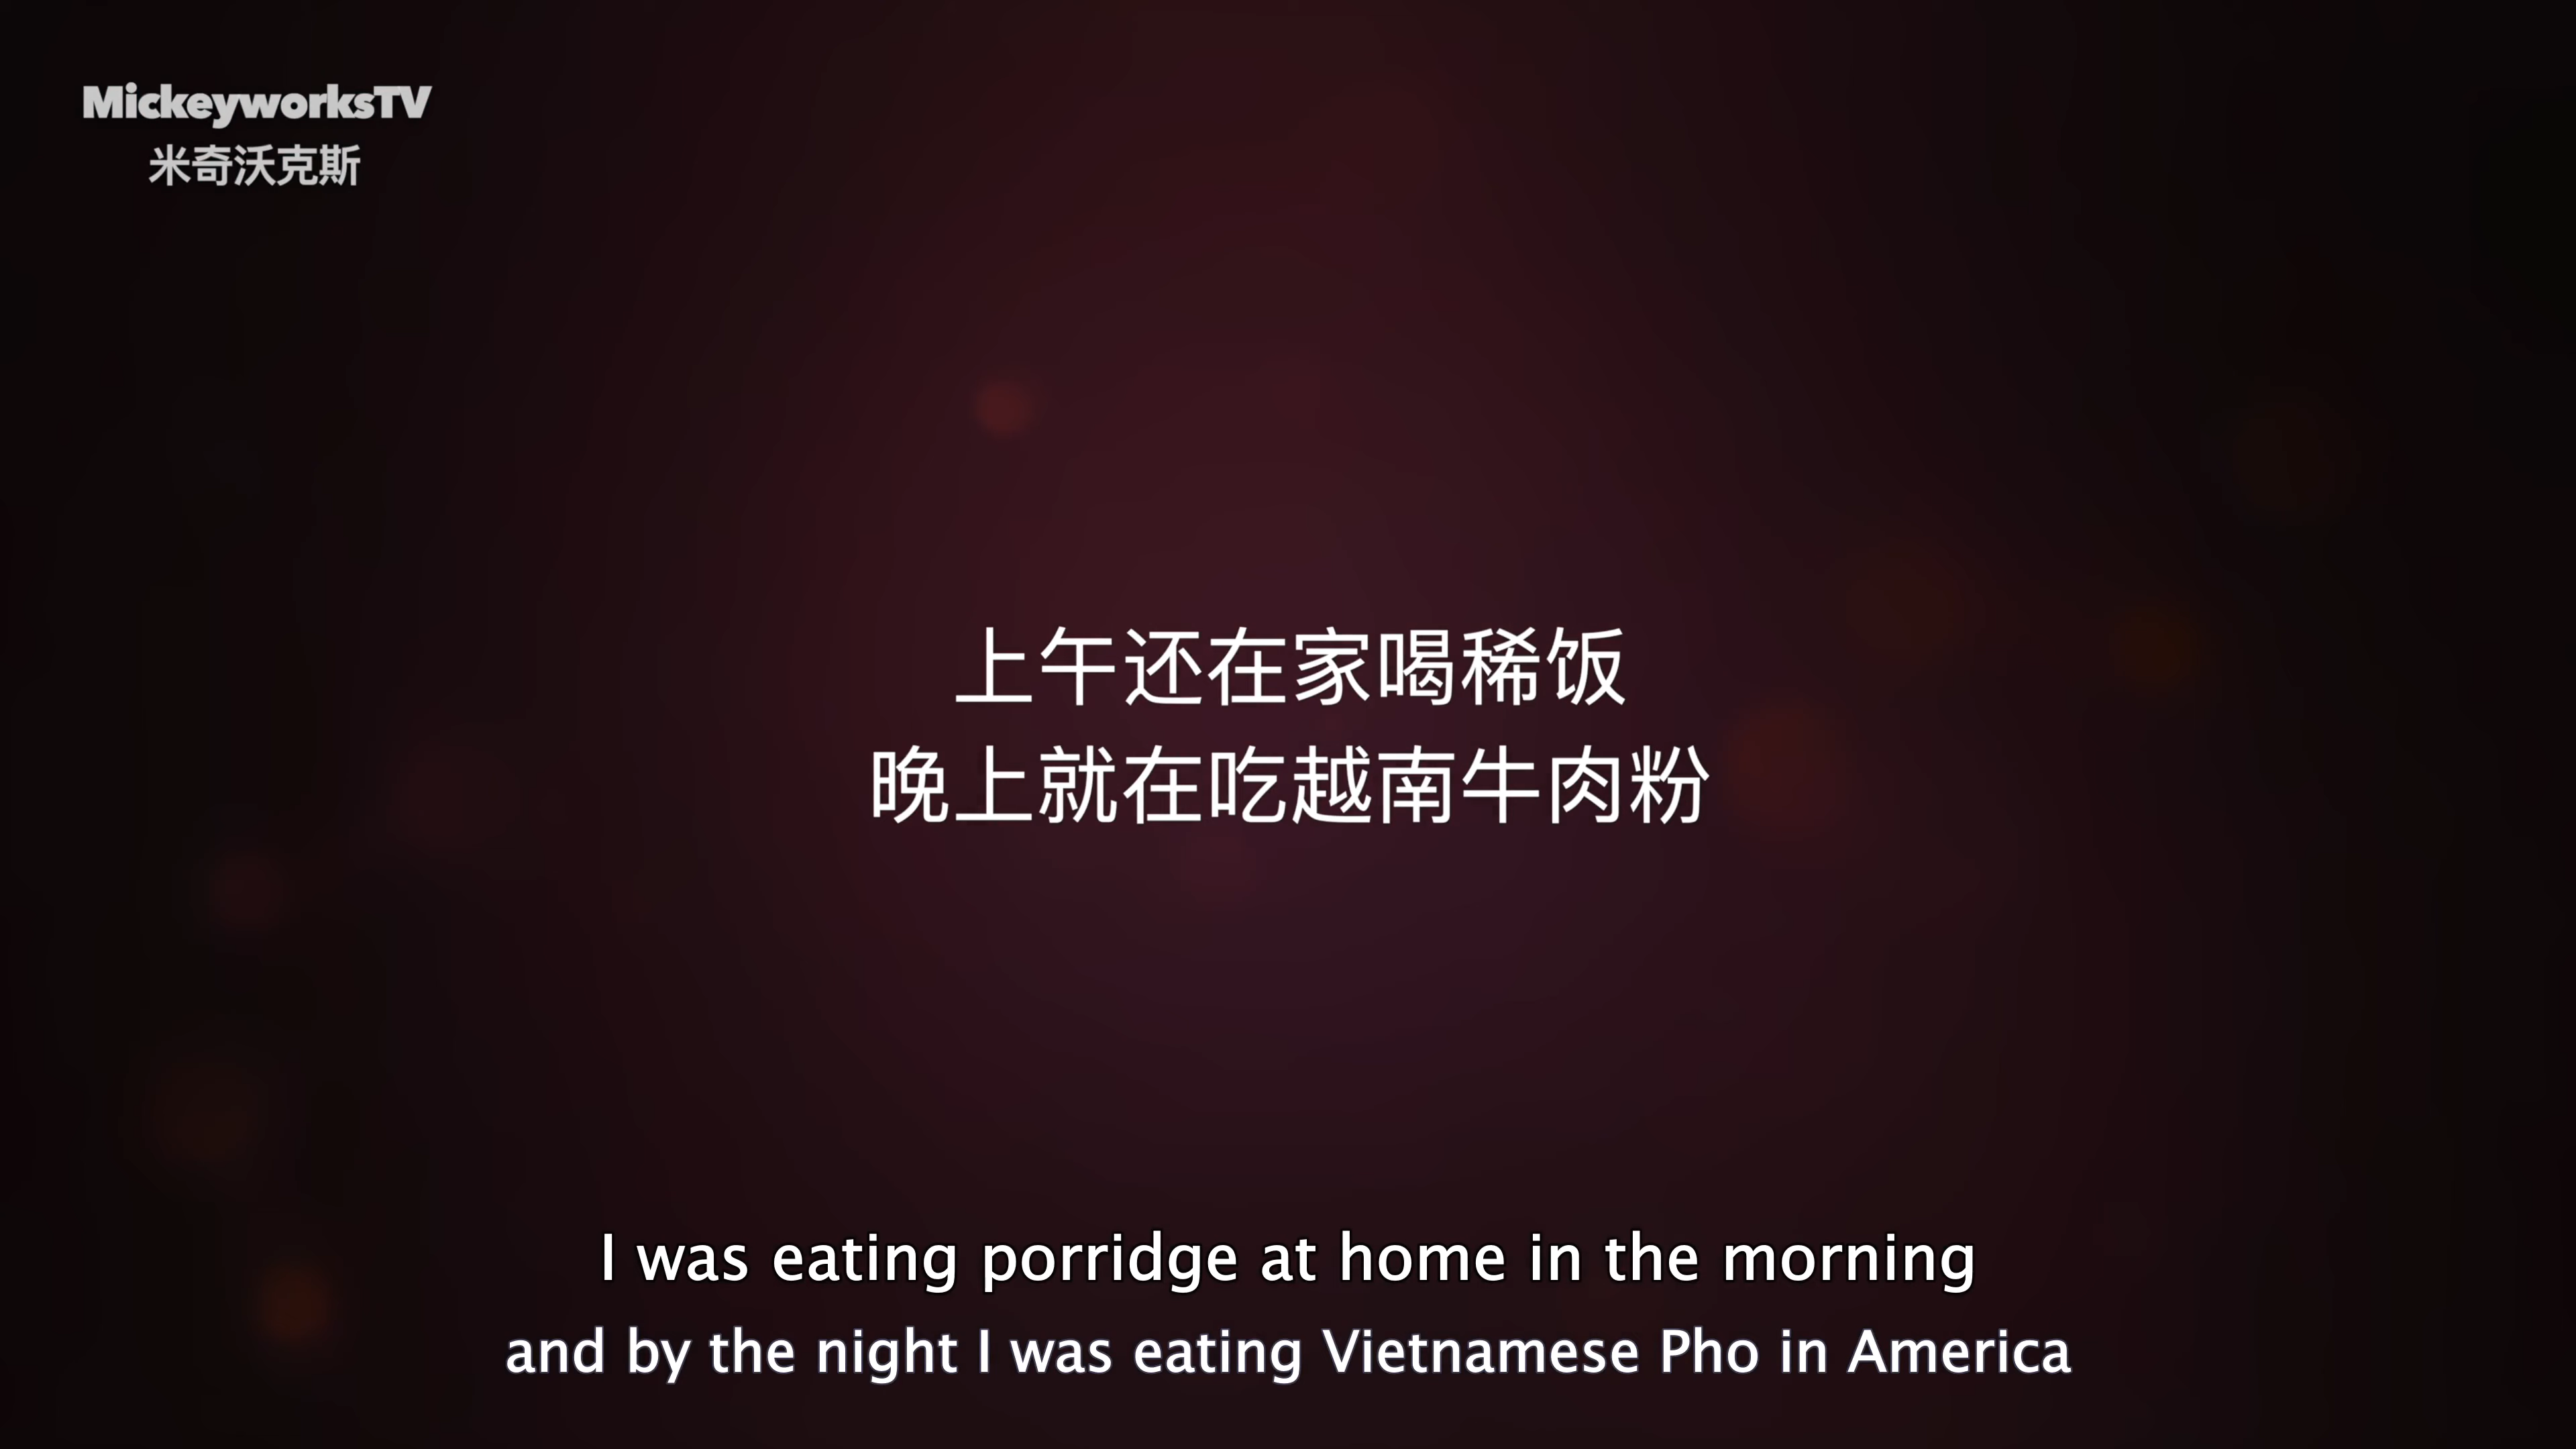 MickeyworksTV
米奇沃克斯
上午还在家喝稀饭
晚上就在吃越南牛肉粉
I was eating porridge at home in the morning
and by the night I was eating Vietnamese Pho in America